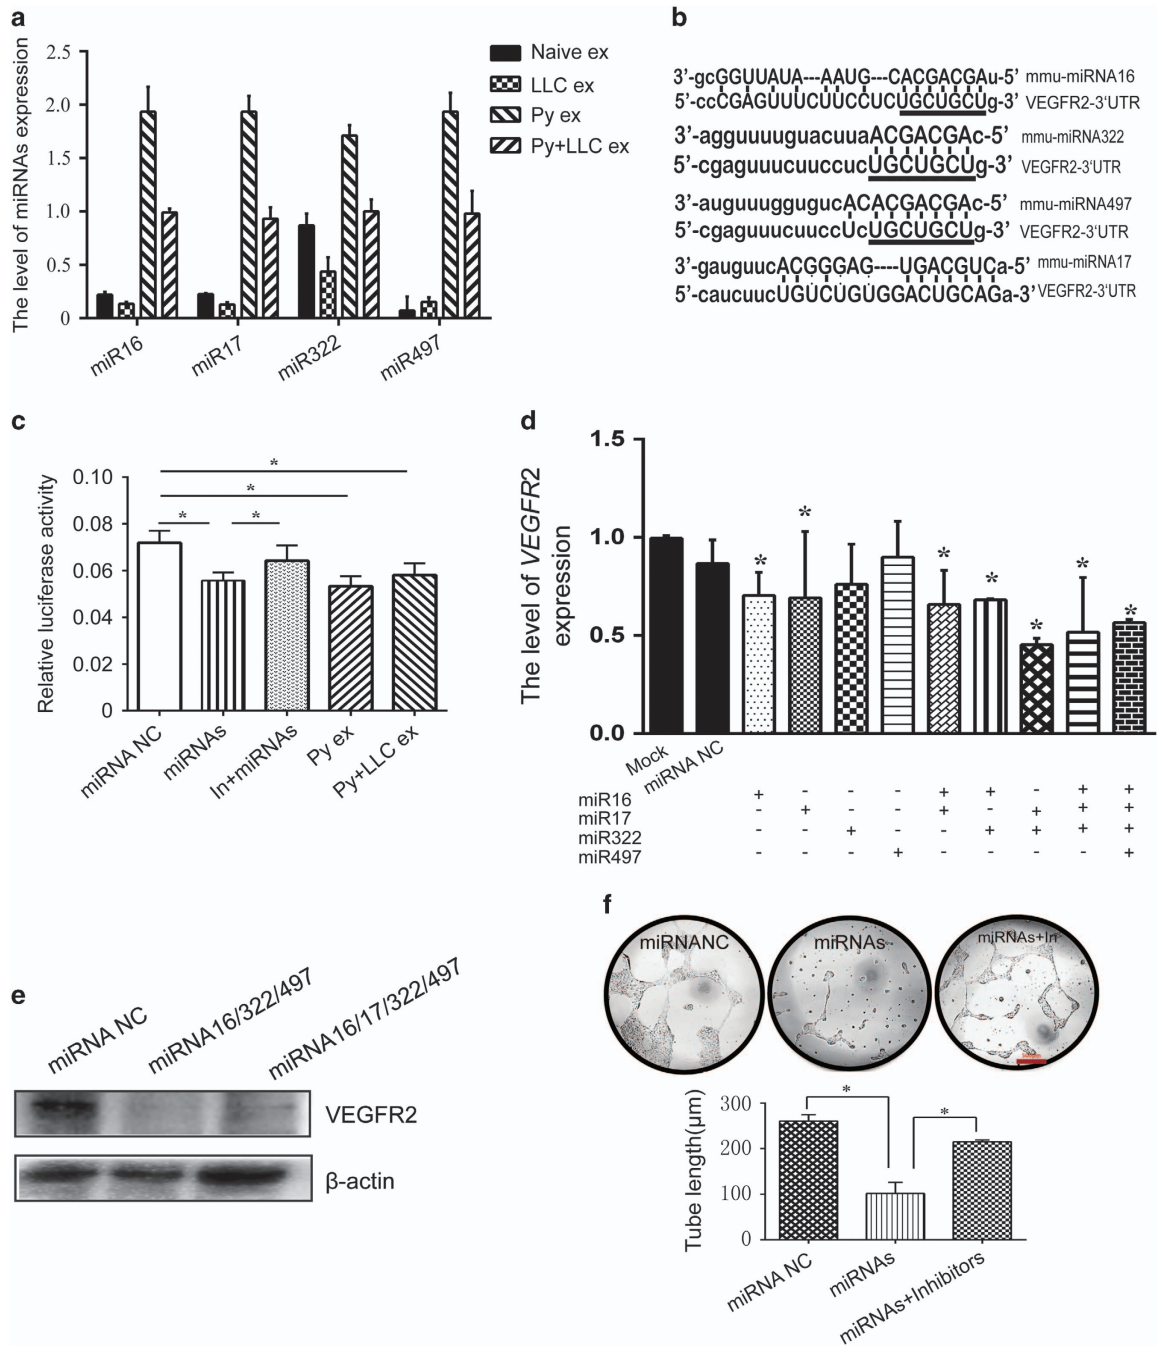 a
The level of miRNAs expression
2.5
2.0
1.5
1.0
0.5
0
miR16
miR17
miR322
miR497
Naive ex
LLC ex
Py ex
Py+LLC ex
b
3’-gcGGUUAUA---AAUG---CACGACGAu-5’ mmu-miRNA16
5’-ccCGAGUUUCUUCCUCUGCUGCUg-3’ VEGFR2-3‘UTR
3’-agguuuuguacuuaACGACGAc-5’ mmu-miRNA322
5’-cgaguuucuuccucUGCUGCUg-3’ VEGFR2-3‘UTR
3’-auguuuggugucACACGACGAc-5’ mmu-miRNA497
5’-cgaguuucuuccUcUGCUGCUg-3’ VEGFR2-3‘UTR
3’-gauguucACGGGAG----UGACGUCa-5’ mmu-miRNA17
5’-caucuucUGUCUGUGGACUGCAGa-3’ VEGFR2-3‘UTR
c
Relative luciferase activity
0.10
0.08
0.06
0.04
0.02
0
* * * *
miRNA NC
miRNAs
In+miRNAs
Py ex
Py+LLC ex
d
The level of VEGFR2
expression
1.5
1.0
0.5
0.0
* * * * * * *
Mock
miRNA NC
miR16 + - - - + + - + +
miR17 - + - - + - + + +
miR322 - - + - - + + + +
miR497 - - - + - - - - +
e
miRNA NC
miRNA16/322/497
miRNA16/17/322/497
VEGFR2
β-actin
f
miRNANC
miRNAs
miRNAs+In
Tube length(μm)
300
200
100
0
* *
miRNA NC
miRNAs
miRNAs+Inhibitors